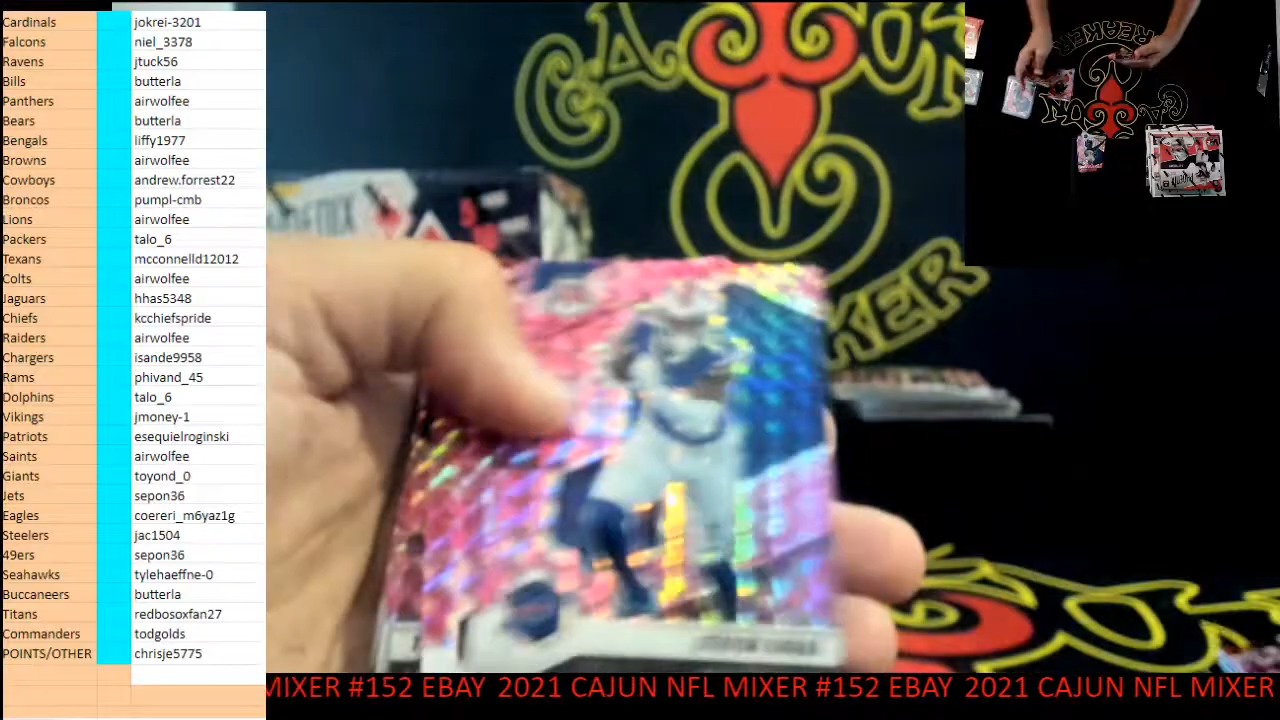 Cardinals jokrei-3201
Falcons niel_3378
Ravens jtuck56
Bills butterla
Panthers airwolfee
Bears butterla
Bengals liffy1977
Browns airwolfee
Cowboys andrew.forrest22
Broncos pumpl-cmb
Lions airwolfee
Packers talo_6
Texans mcconnelld12012
Colts airwolfee
Jaguars hhas5348
Chiefs kcchiefspride
Raiders airwolfee
Chargers isande9958
Rams phivand_45
Dolphins talo_6
Vikings jmoney-1
Patriots esequielroginski
Saints airwolfee
Giants toyond_0
Jets sepon36
Eagles coereri_m6yaz1g
Steelers jac1504
49ers sepon36
Seahawks tylehaeffne-0
Buccaneers butterla
Titans redbosoxfan27
Commanders todgolds
POINTS/OTHER chrisje5775
MIXER #152 EBAY 2021 CAJUN NFL MIXER #152 EBAY 2021 CAJUN NFL MIXER